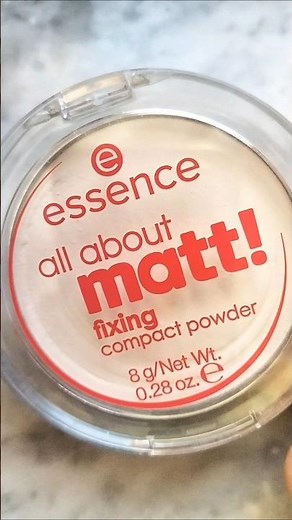 e
essence
all about
matt!
fixing
compact powder
8 g/Net Wt.
0.28 oz. ℮